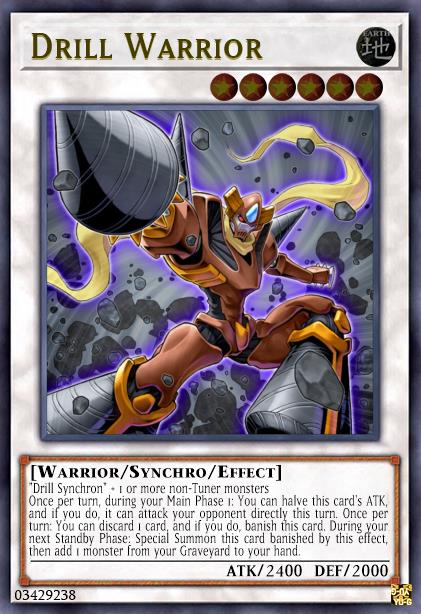 DRILL WARRIOR
EARTH
地
[WARRIOR/SYNCHRO/EFFECT]
"Drill Synchron" + 1 or more non-Tuner monsters
Once per turn, during your Main Phase 1: You can halve this card's ATK,
and if you do, it can attack your opponent directly this turn. Once per
turn: You can discard 1 card, and if you do, banish this card. During your
next Standby Phase: Special Summon this card banished by this effect,
then add 1 monster from your Graveyard to your hand.
ATK/2400 DEF/2000
03429238